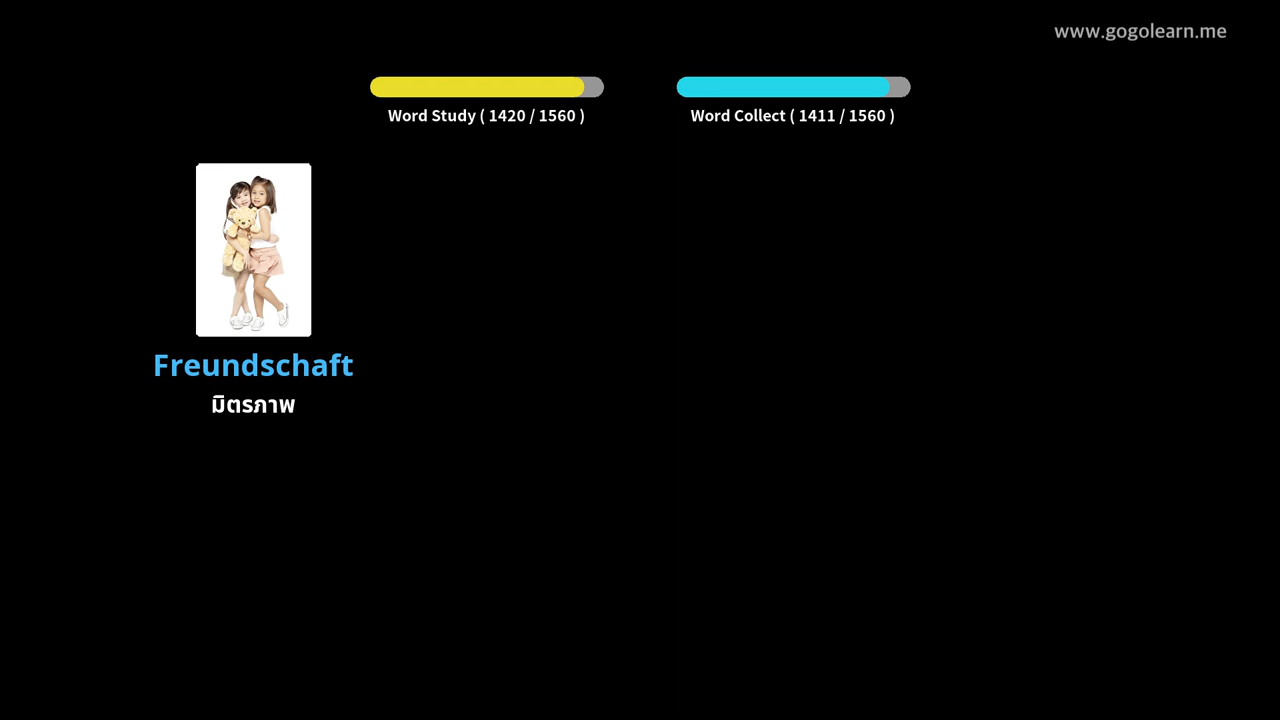 www.gogolearn.me
Word Study ( 1420 / 1560 )
Word Collect ( 1411 / 1560 )
Freundschaft
มิตรภาพ